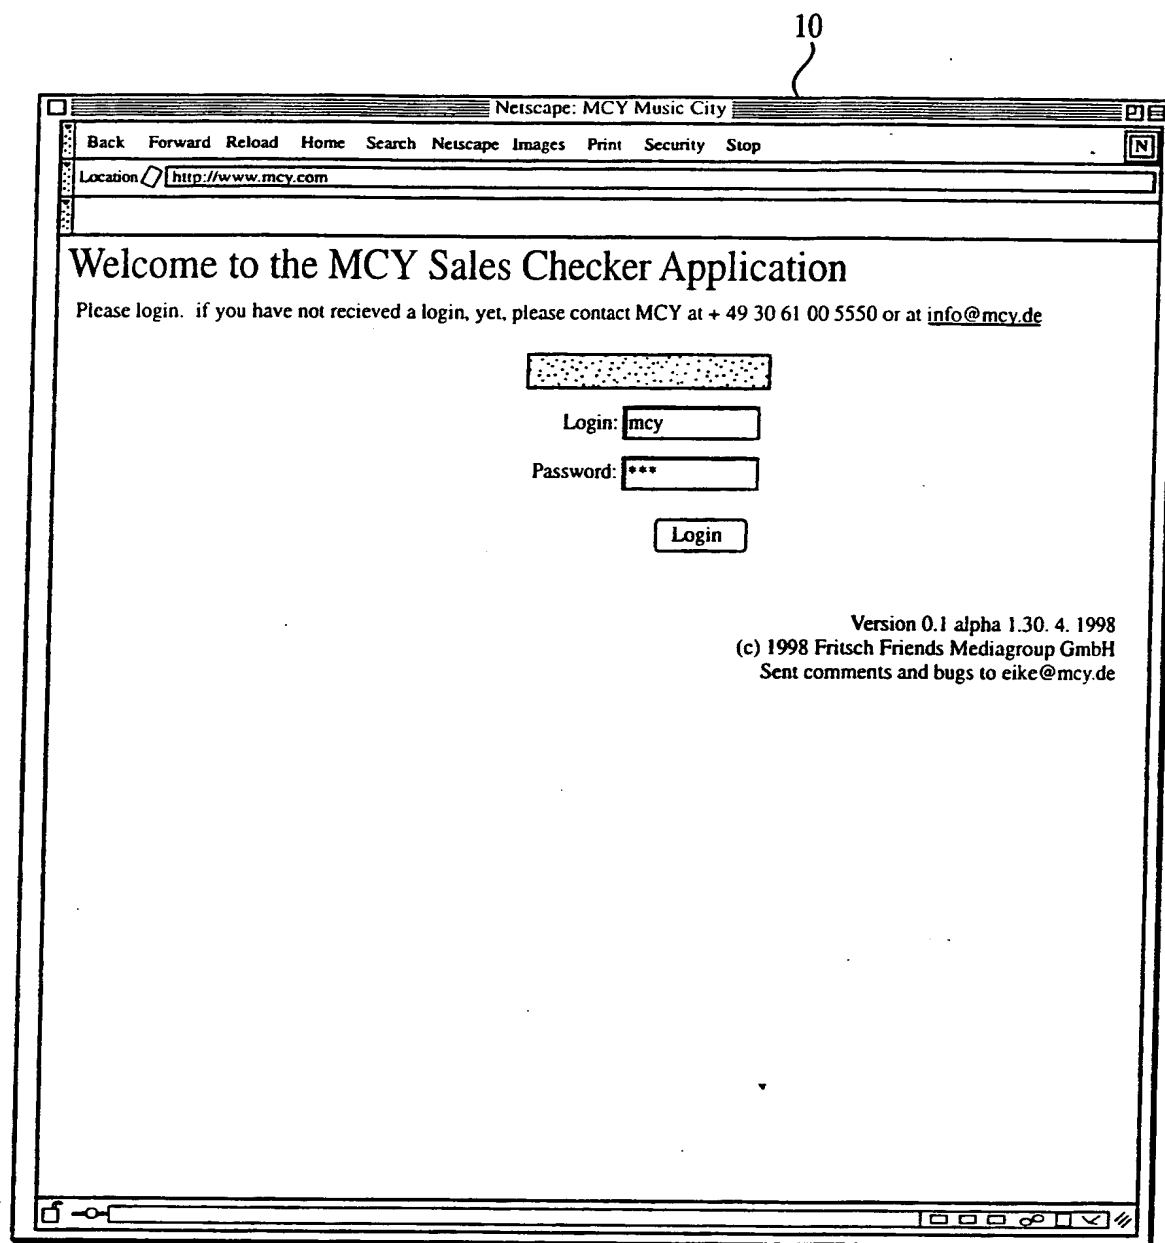 10
Netscape: MCY Music City
Back Forward Reload Home Search Netscape Images Print Security Stop
N
Location http://www.mcy.com
Welcome to the MCY Sales Checker Application
Please login. if you have not recieved a login, yet, please contact MCY at + 49 30 61 00 5550 or at info@mcy.de
Login: mcy
Password: ***
Login
Version 0.1 alpha 1.30. 4. 1998
(c) 1998 Fritsch Friends Mediagroup GmbH
Sent comments and bugs to eike@mcy.de